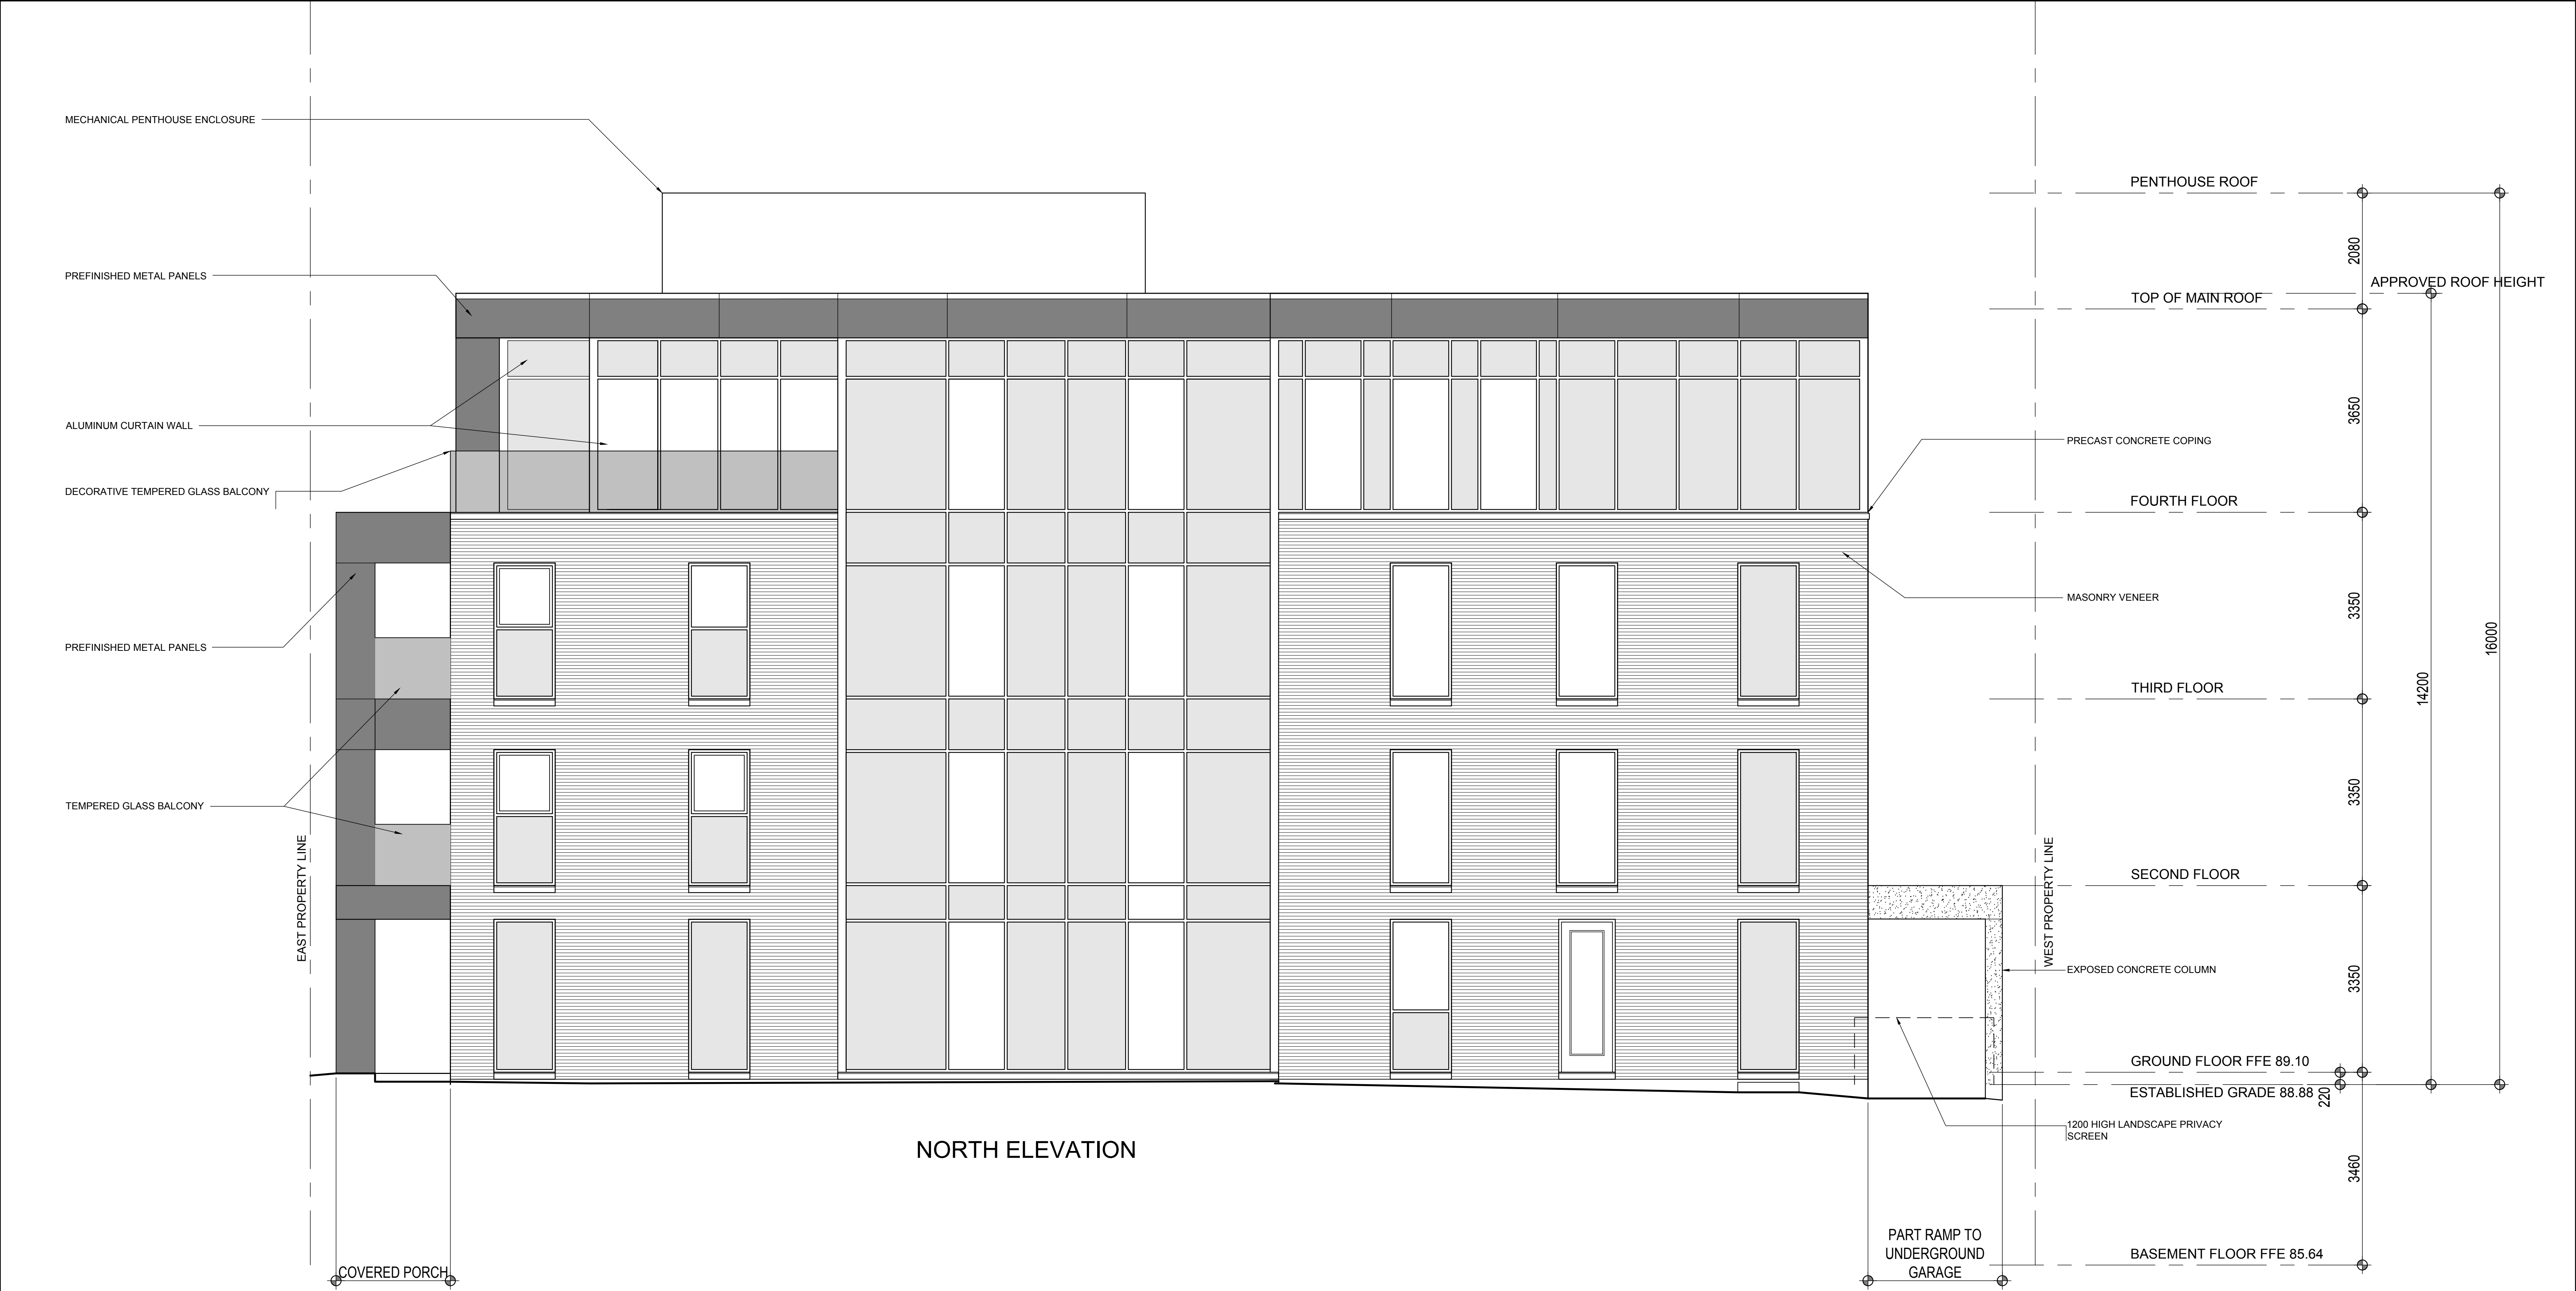 MECHANICAL PENTHOUSE ENCLOSURE
PREFINISHED METAL PANELS
ALUMINUM CURTAIN WALL
DECORATIVE TEMPERED GLASS BALCONY
PREFINISHED METAL PANELS
TEMPERED GLASS BALCONY
EAST PROPERTY LINE
COVERED PORCH
NORTH ELEVATION
PART RAMP TO
UNDERGROUND
GARAGE
WEST PROPERTY LINE
PRECAST CONCRETE COPING
MASONRY VENEER
EXPOSED CONCRETE COLUMN
1200 HIGH LANDSCAPE PRIVACY
SCREEN
PENTHOUSE ROOF
2080
APPROVED ROOF HEIGHT
TOP OF MAIN ROOF
3650
FOURTH FLOOR
3350
THIRD FLOOR
3350
SECOND FLOOR
3350
GROUND FLOOR FFE 89.10
ESTABLISHED GRADE 88.88
220
3460
BASEMENT FLOOR FFE 85.64
14200
16000